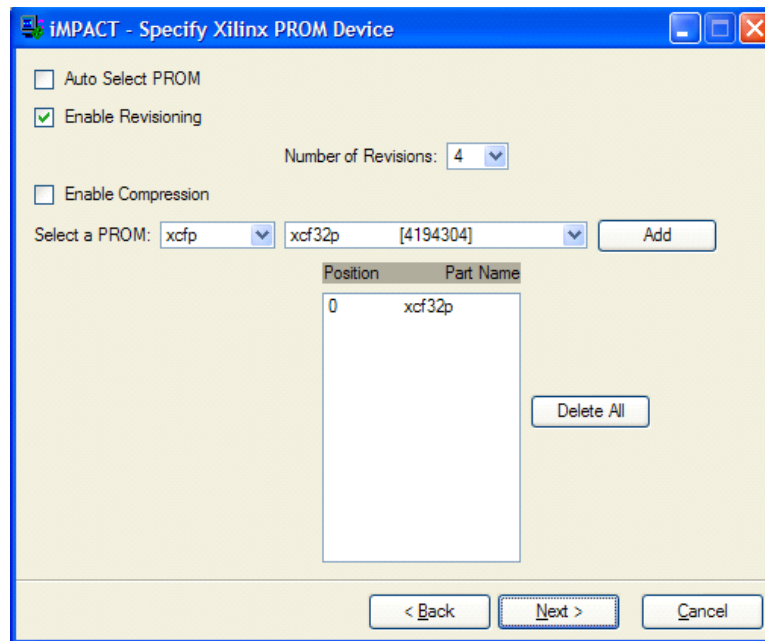 iMPACT - Specify Xilinx PROM Device
Auto Select PROM
Enable Revisioning
Number of Revisions: 4
Enable Compression
Select a PROM: xcfp xcf32p [4194304] Add
Position Part Name
0 xcf32p
Delete All
< Back Next > Cancel